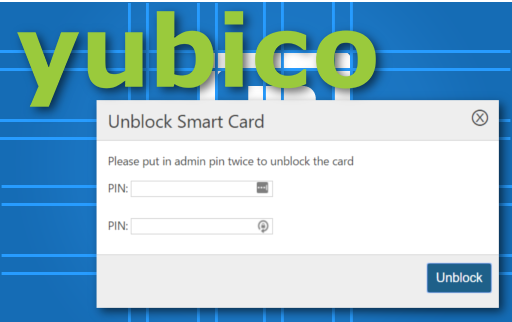 yubico
Unblock Smart Card
Please put in admin pin twice to unblock the card
PIN:
PIN:
Unblock